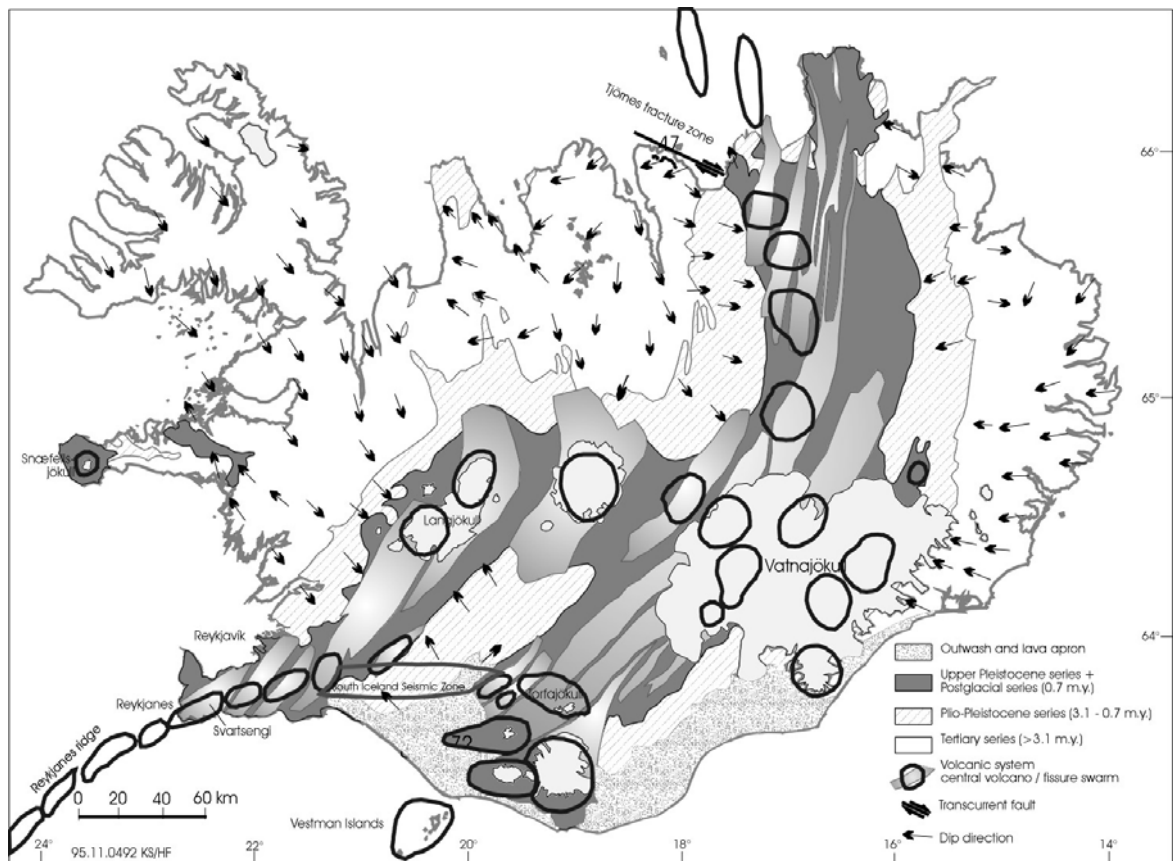 Tjörnes fracture zone
47
66°
65°
Snæfells-
jökull
Langjökull
Vatnajökull
64°
Reykjavík
South Iceland Seismic Zone
Torfajökull
Reykjanes
Svartsengi
72
Reykjanes ridge
Vestman Islands
0 20 40 60 km
24° 22° 20° 18° 16° 14°
95.11.0492 KS/HF
Outwash and lava apron
Upper Pleistocene series +
Postglacial series (0.7 m.y.)
Plio-Pleistocene series (3.1 - 0.7 m.y.)
Tertiary series (>3.1 m.y.)
Volcanic system
central volcano / fissure swarm
Transcurrent fault
Dip direction